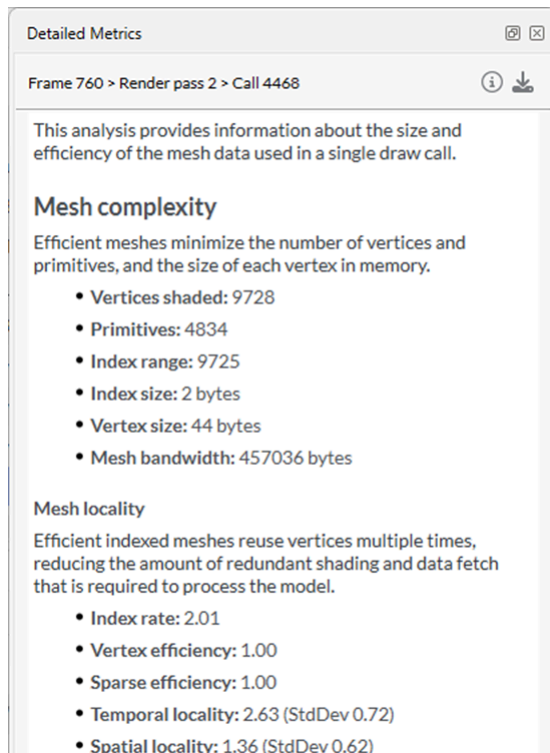 Detailed Metrics
Frame 760 > Render pass 2 > Call 4468
This analysis provides information about the size and
efficiency of the mesh data used in a single draw call.
Mesh complexity
Efficient meshes minimize the number of vertices and
primitives, and the size of each vertex in memory.
• Vertices shaded: 9728
• Primitives: 4834
• Index range: 9725
• Index size: 2 bytes
• Vertex size: 44 bytes
• Mesh bandwidth: 457036 bytes
Mesh locality
Efficient indexed meshes reuse vertices multiple times,
reducing the amount of redundant shading and data fetch
that is required to process the model.
• Index rate: 2.01
• Vertex efficiency: 1.00
• Sparse efficiency: 1.00
• Temporal locality: 2.63 (StdDev 0.72)
• Spatial locality: 1.36 (StdDev 0.62)